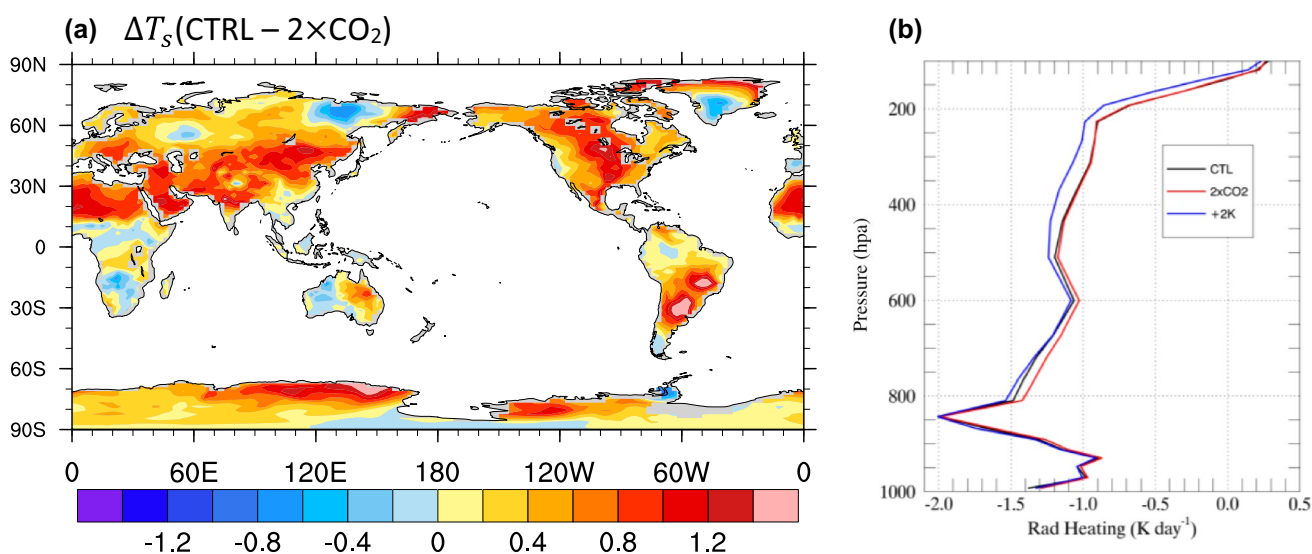 (a) ΔTₛ(CTRL – 2×CO₂)
90N
60N
30N
0
30S
60S
90S
0 60E 120E 180 120W 60W 0
-1.2 -0.8 -0.4 0 0.4 0.8 1.2
(b)
200
400
600
800
1000
Pressure (hpa)
CTL
2xCO2
+2K
-2.0 -1.5 -1.0 -0.5 0.0
Rad Heating (K day⁻¹)